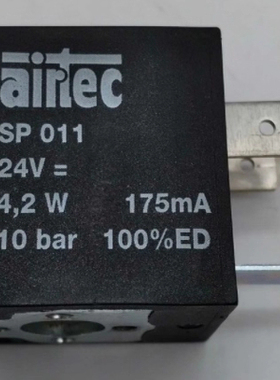 airtec
SP 011
24V =
4,2 W 175mA
10 bar 100%ED